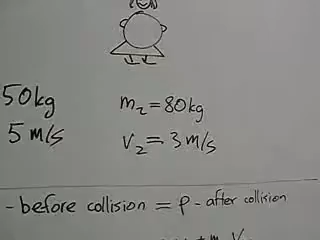 50kg m₂=80kg
5 m/s v₂=3 m/s
-before collision = P-after collision